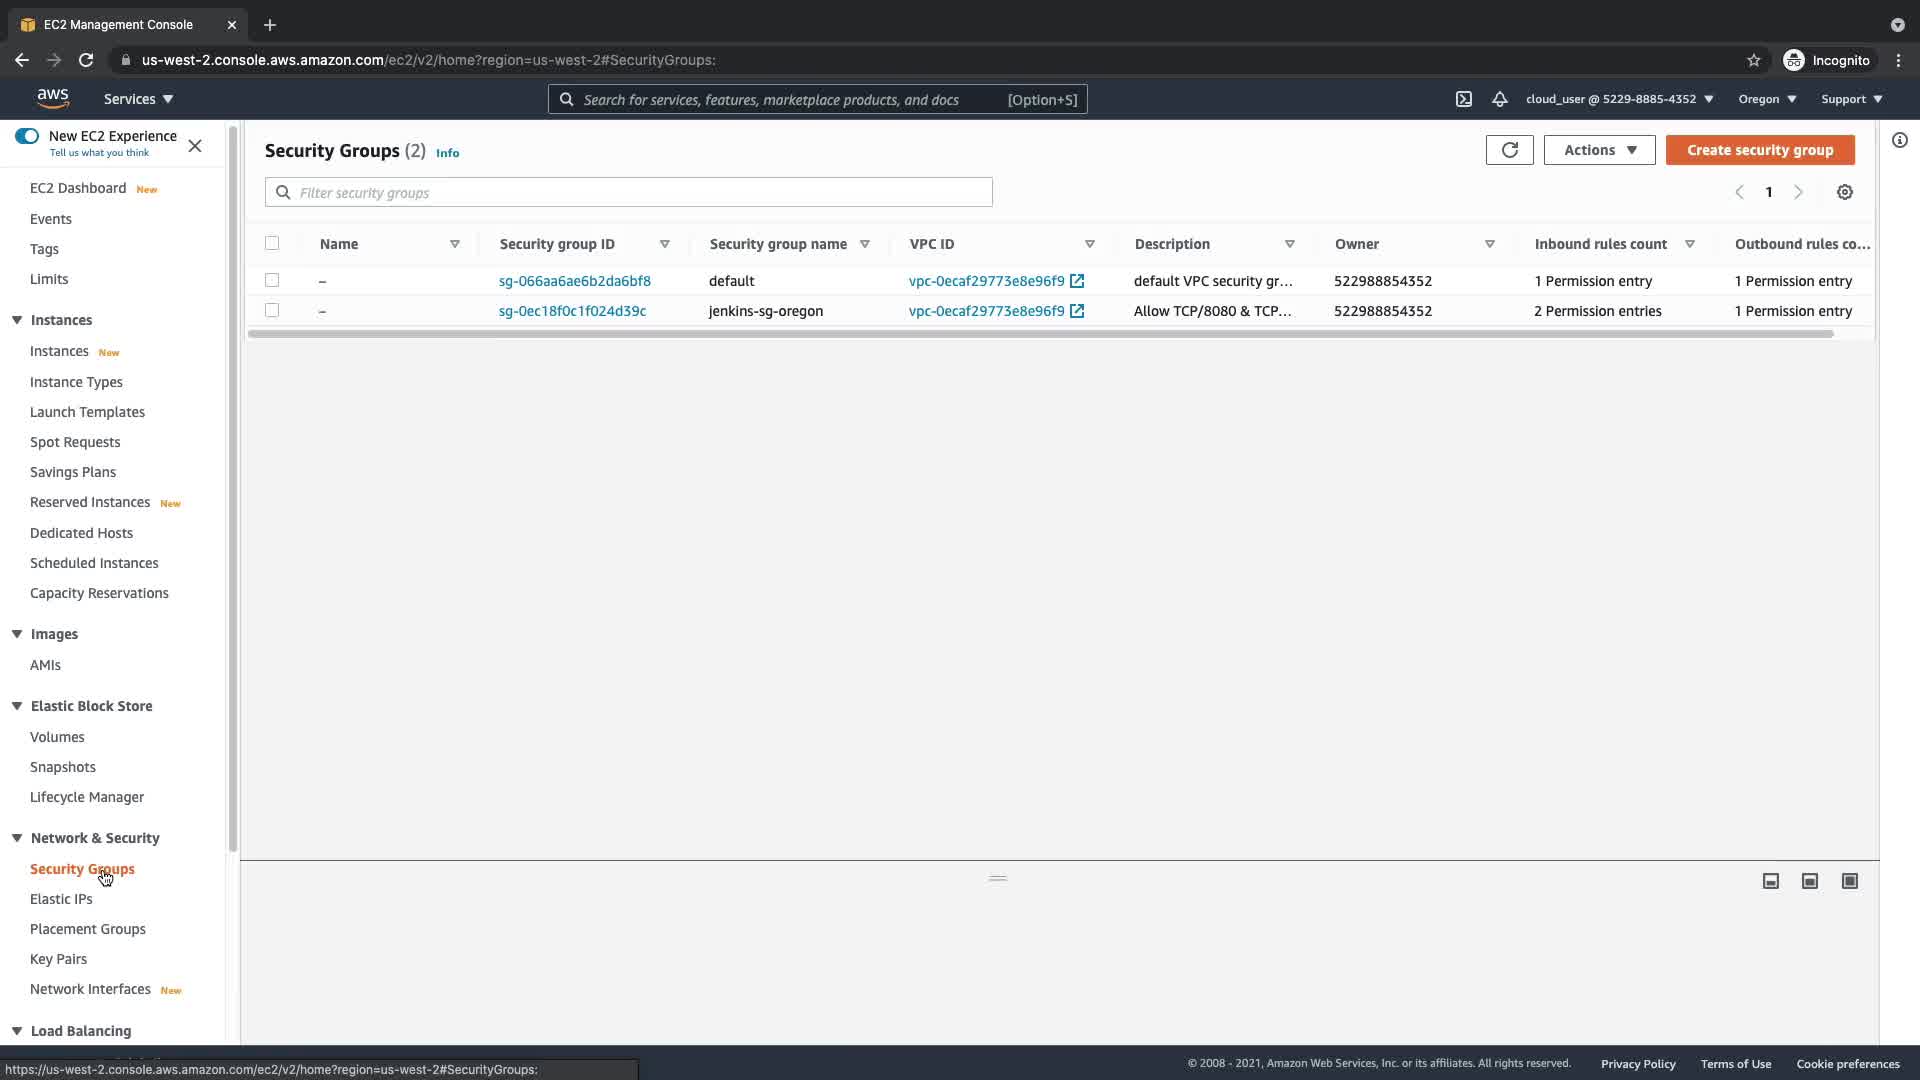 EC2 Management Console
us-west-2.console.aws.amazon.com/ec2/v2/home?region=us-west-2#SecurityGroups:
Incognito
aws
Services
Search for services, features, marketplace products, and docs [Option+S]
cloud_user @ 5229-8885-4352
Oregon
Support
New EC2 Experience
Tell us what you think
EC2 Dashboard New
Events
Tags
Limits
Instances
Instances New
Instance Types
Launch Templates
Spot Requests
Savings Plans
Reserved Instances New
Dedicated Hosts
Scheduled Instances
Capacity Reservations
Images
AMIs
Elastic Block Store
Volumes
Snapshots
Lifecycle Manager
Network & Security
Security Groups
Elastic IPs
Placement Groups
Key Pairs
Network Interfaces New
Load Balancing
Security Groups (2) Info
Actions
Create security group
Filter security groups
1
Name Security group ID Security group name VPC ID Description Owner Inbound rules count Outbound rules co...
– sg-066aa6ae6b2da6bf8 default vpc-0ecaf29773e8e96f9 default VPC security gr... 522988854352 1 Permission entry 1 Permission entry
– sg-0ec18f0c1f024d39c jenkins-sg-oregon vpc-0ecaf29773e8e96f9 Allow TCP/8080 & TCP... 522988854352 2 Permission entries 1 Permission entry
https://us-west-2.console.aws.amazon.com/ec2/v2/home?region=us-west-2#SecurityGroups:
© 2008 - 2021, Amazon Web Services, Inc. or its affiliates. All rights reserved.
Privacy Policy
Terms of Use
Cookie preferences